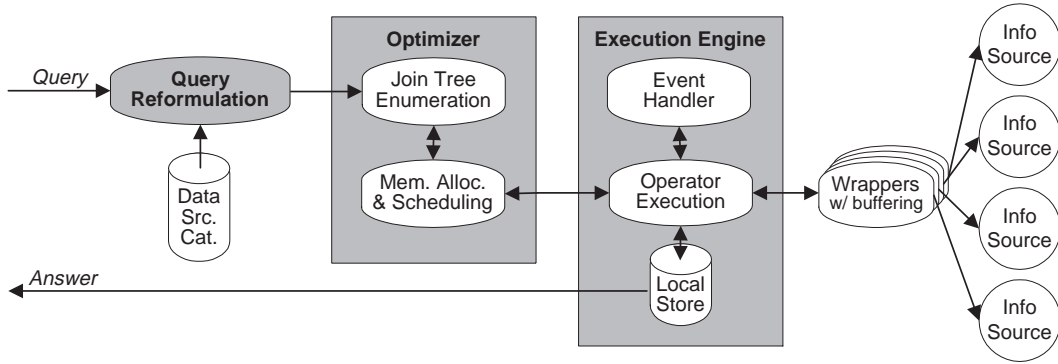 Query
Query
Reformulation
Data
Src.
Cat.
Optimizer
Join Tree
Enumeration
Mem. Alloc.
& Scheduling
Execution Engine
Event
Handler
Operator
Execution
Local
Store
Wrappers
w/ buffering
Info
Source
Info
Source
Info
Source
Info
Source
Answer